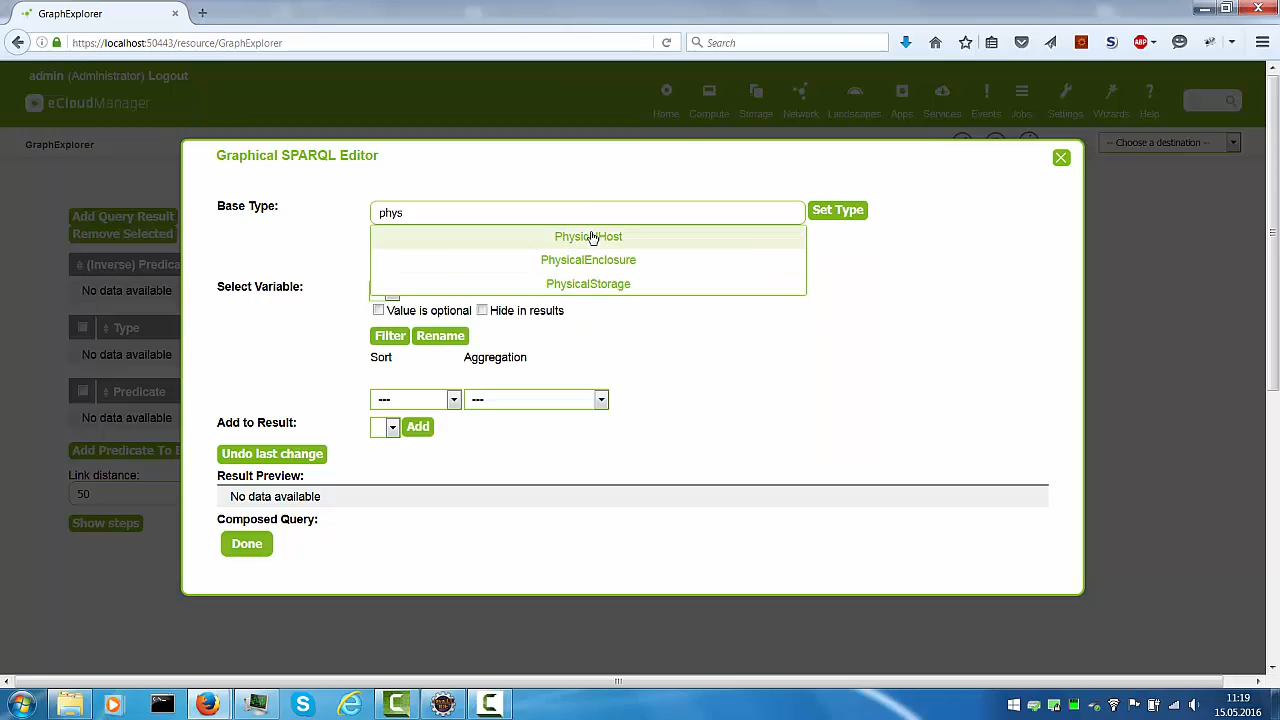 GraphExplorer
https://localhost:50443/resource/GraphExplorer
Search
ABP
admin (Administrator) Logout
eCloudManager
Home Compute Storage Network Landscapes Apps Services Events Jobs Settings Wizards Help
GraphExplorer
-- Choose a destination --
Graphical SPARQL Editor
Base Type:
phys
Set Type
PhysicalHost
PhysicalEnclosure
PhysicalStorage
Add Query Result
Remove Selected
(Inverse) Predica
No data available
Type
No data available
Predicate
No data available
Add Predicate To B
Link distance:
50
Show steps
Select Variable:
Value is optional Hide in results
Filter Rename
Sort Aggregation
--- ---
Add to Result:
Add
Undo last change
Result Preview:
No data available
Composed Query:
Done
11:19
15.05.2016